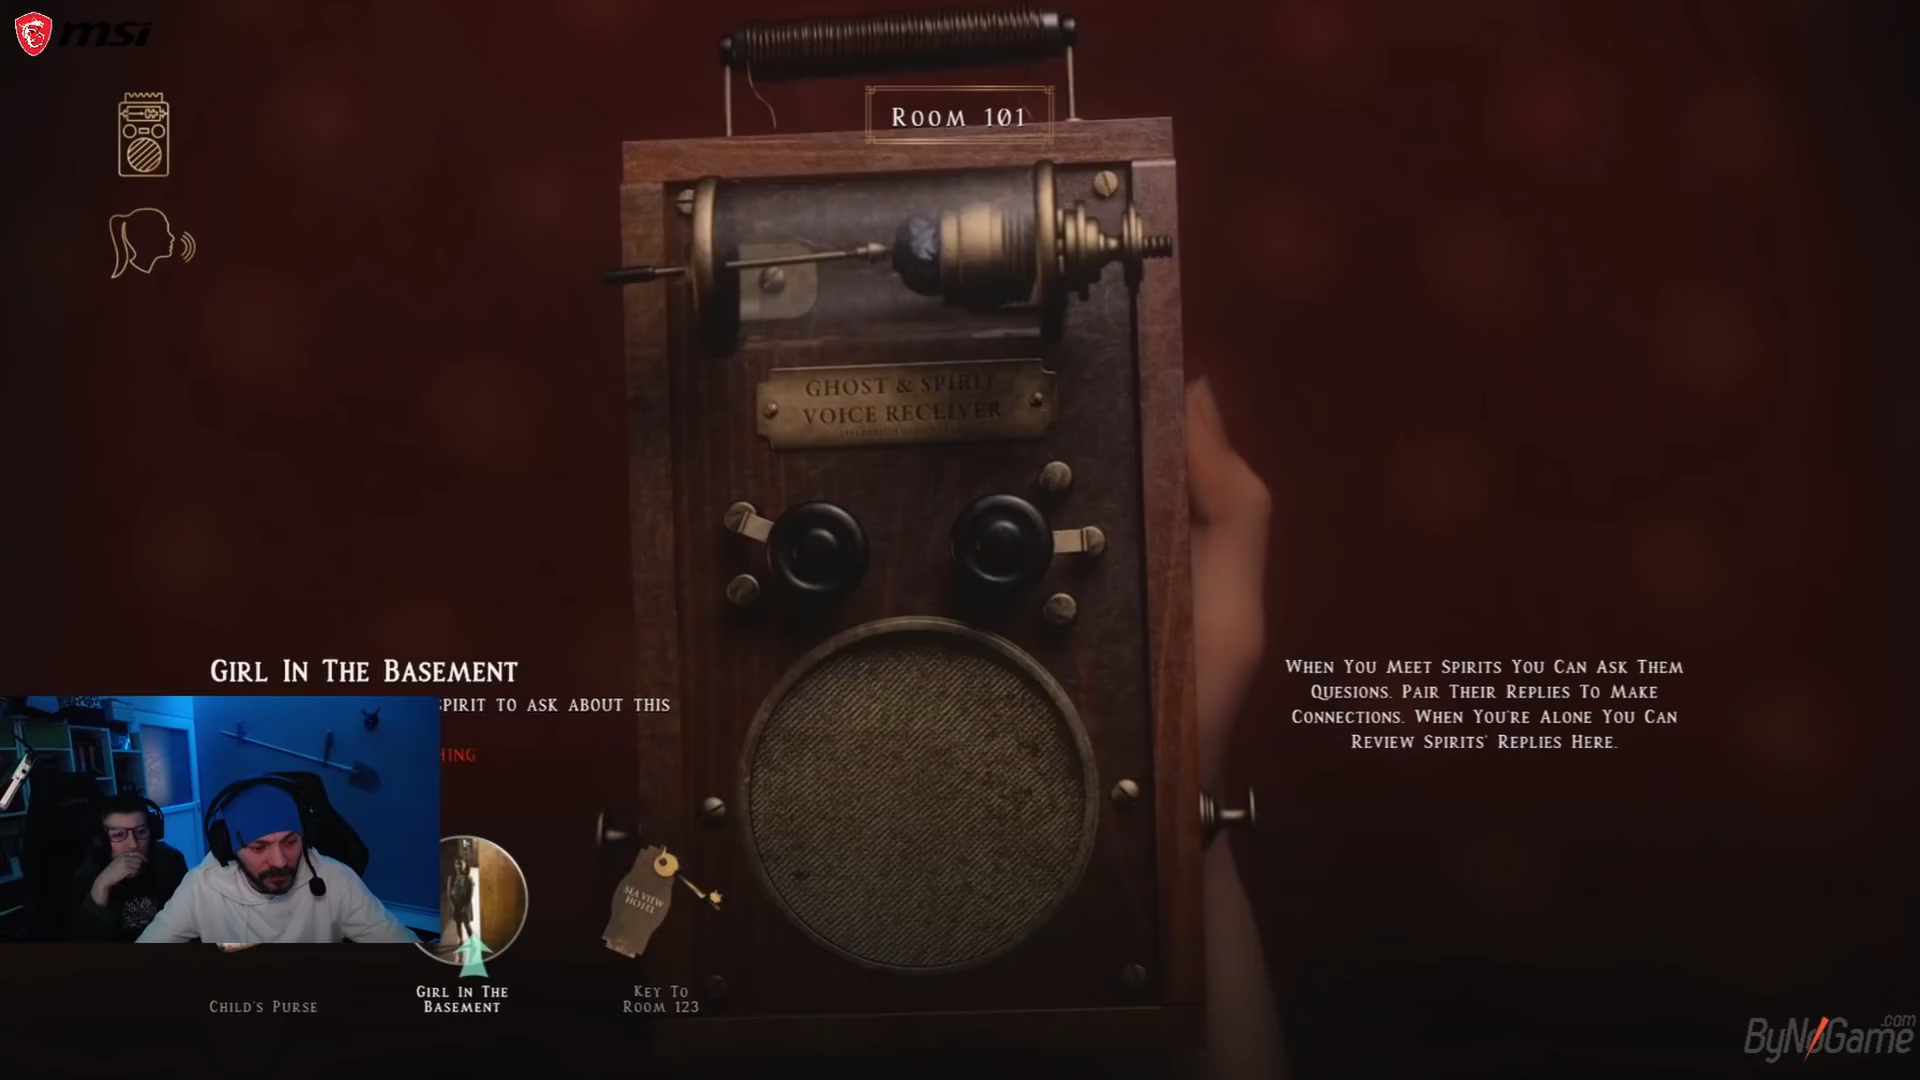 msi
Room 101
GHOST & SPIRIT
VOICE RECEIVER
Girl In The Basement
SPIRIT TO ASK ABOUT THIS
HING
When You Meet Spirits You Can Ask Them
Quesions. Pair Their Replies To Make
Connections. When You're Alone You Can
Review Spirits' Replies Here.
SEA VIEW
HOTEL
Child's Purse
Girl In The
Basement
Key To
Room 123
ByNoGame.com